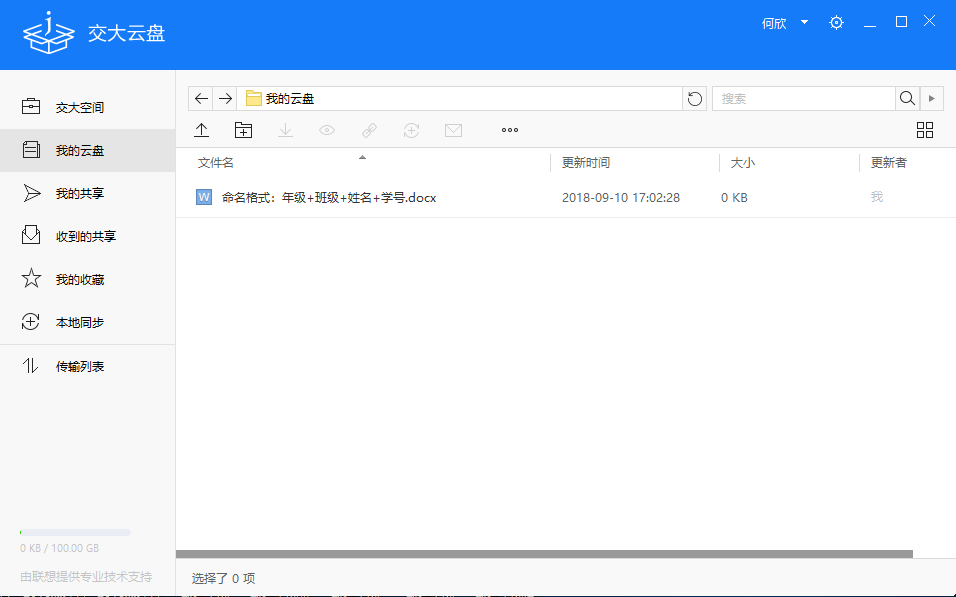 交大云盘
何欣
交大空间
我的云盘
我的共享
收到的共享
我的收藏
本地同步
传输列表
0 KB / 100.00 GB
由联想提供专业技术支持
我的云盘
搜索
文件名 更新时间 大小 更新者
命名格式：年级+班级+姓名+学号.docx 2018-09-10 17:02:28 0 KB 我
选择了 0 项